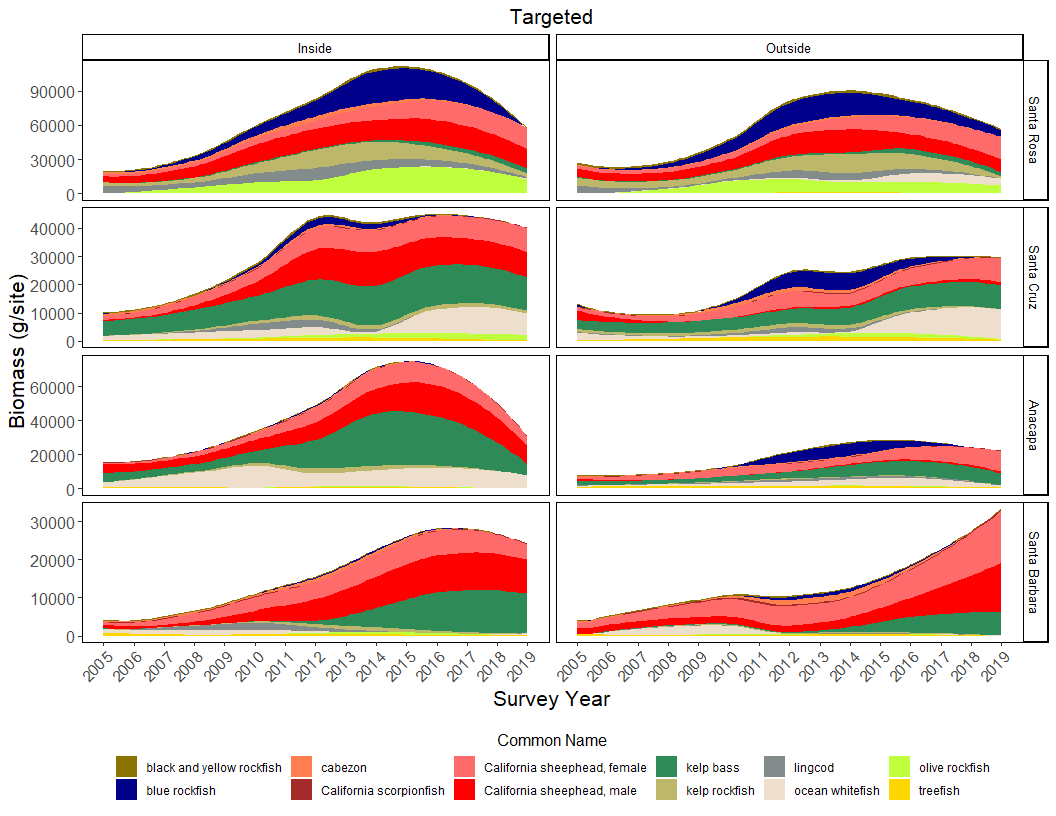 Targeted
Inside Outside
90000
60000
30000
0
Santa Rosa
40000
30000
20000
10000
0
Santa Cruz
60000
40000
20000
0
Anacapa
30000
20000
10000
0
Santa Barbara
Biomass (g/site)
2005 2006 2007 2008 2009 2010 2011 2012 2013 2014 2015 2016 2017 2018 2019 2005 2006 2007 2008 2009 2010 2011 2012 2013 2014 2015 2016 2017 2018 2019
Survey Year
Common Name
black and yellow rockfish cabezon California sheephead, female kelp bass lingcod olive rockfish
blue rockfish California scorpionfish California sheephead, male kelp rockfish ocean whitefish treefish